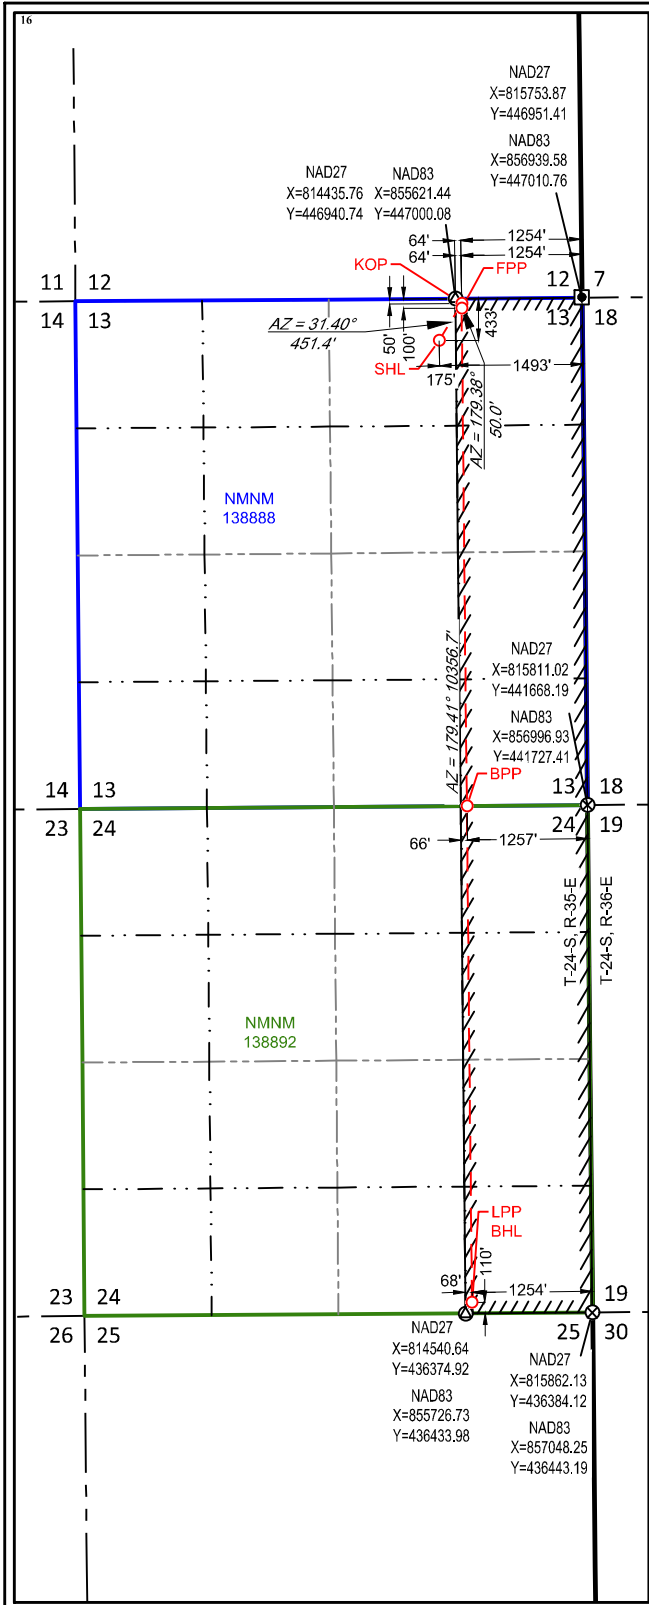 16
NAD27
X=815753.87
Y=446951.41
NAD83
X=856939.58
Y=447010.76
NAD27
X=814435.76
Y=446940.74
NAD83
X=855621.44
Y=447000.08
64'
1254'
64'
1254'
KOP
FPP
11
12
12
7
14
13
13
18
AZ = 31.40°
451.4'
50'
100'
433'
SHL
175'
1493'
AZ = 179.38°
50.0'
NMNM
138888
AZ = 179.41° 10356.7'
NAD27
X=815811.02
Y=441668.19
NAD83
X=856996.93
Y=441727.41
BPP
14
13
13
18
23
24
24
19
66'
1257'
T-24-S, R-35-E
T-24-S, R-36-E
NMNM
138892
LPP
BHL
110'
68'
1254'
23
24
19
26
25
25
30
NAD27
X=814540.64
Y=436374.92
NAD83
X=855726.73
Y=436433.98
NAD27
X=815862.13
Y=436384.12
NAD83
X=857048.25
Y=436443.19